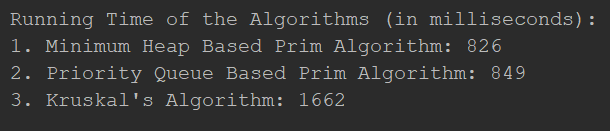 Running Time of the Algorithms (in milliseconds):
1. Minimum Heap Based Prim Algorithm: 826
2. Priority Queue Based Prim Algorithm: 849
3. Kruskal's Algorithm: 1662